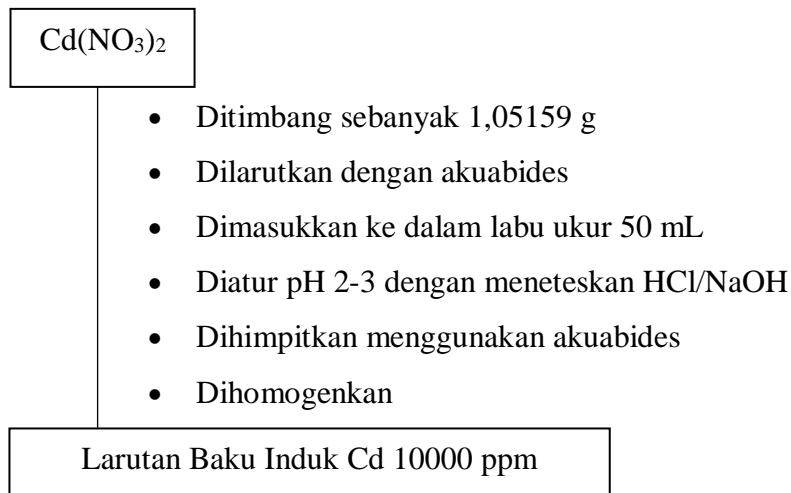 Cd(NO₃)₂
• Ditimbang sebanyak 1,05159 g
• Dilarutkan dengan akuabides
• Dimasukkan ke dalam labu ukur 50 mL
• Diatur pH 2-3 dengan meneteskan HCl/NaOH
• Dihimpitkan menggunakan akuabides
• Dihomogenkan
Larutan Baku Induk Cd 10000 ppm